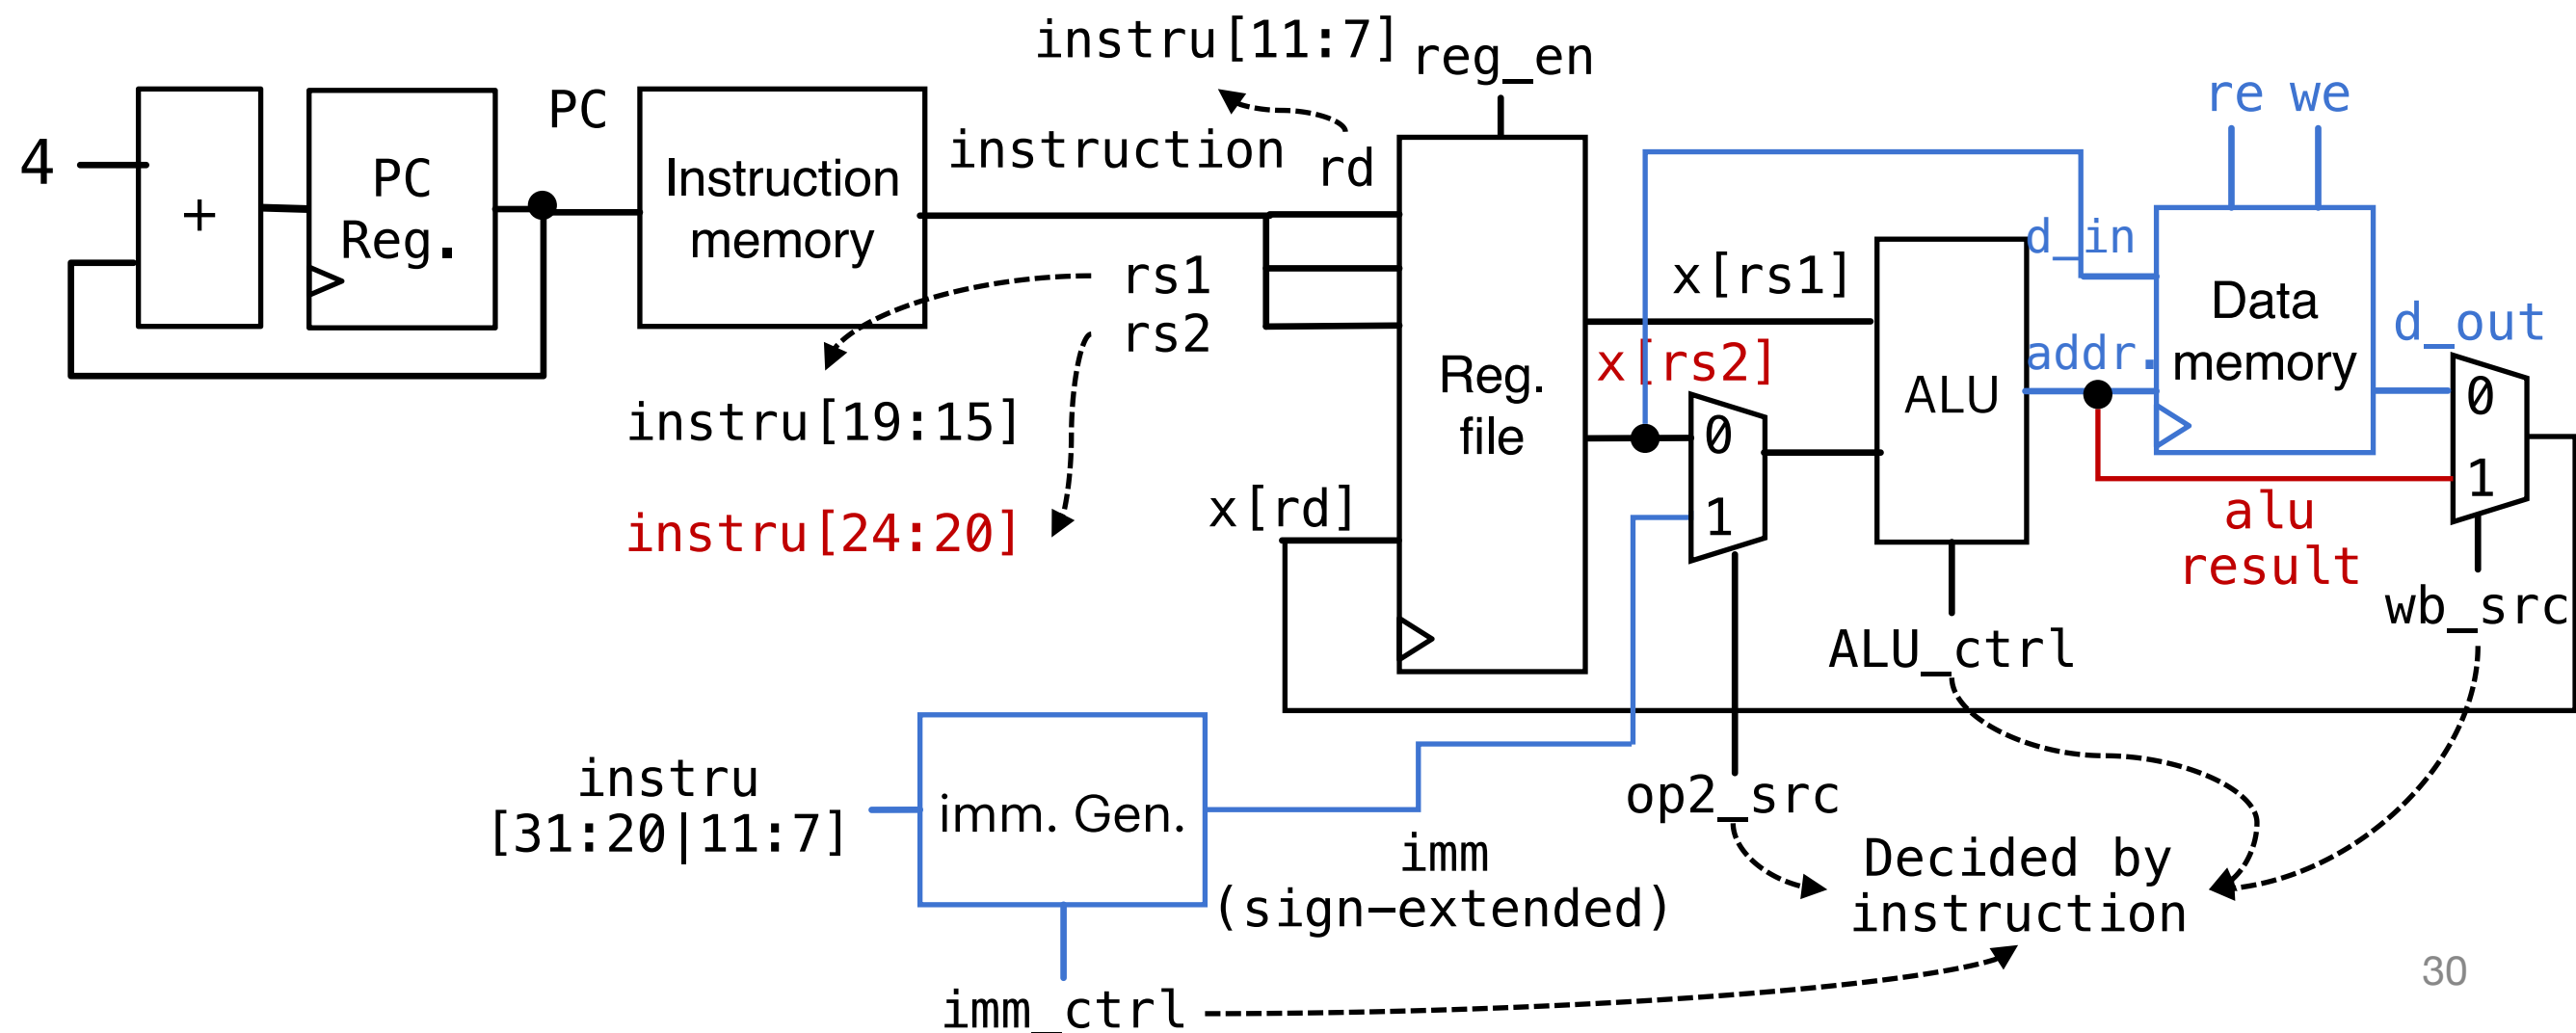 instru[11:7]
reg_en
4
+
PC
Reg.
PC
Instruction
memory
instruction
rd
rs1
rs2
instru[19:15]
instru[24:20]
x[rd]
Reg.
file
x[rs1]
x[rs2]
0
1
ALU
re we
d_in
addr.
Data
memory
d_out
0
1
alu
result
wb_src
ALU_ctrl
op2_src
instru
[31:20|11:7]
imm. Gen.
imm
(sign-extended)
imm_ctrl
Decided by
instruction
30